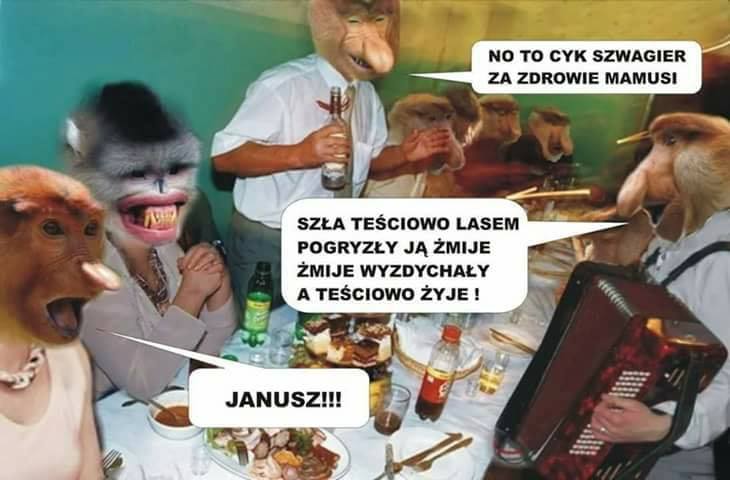 NO TO CYK SZWAGIER
ZA ZDROWIE MAMUSI
SZŁA TEŚCIOWO LASEM
POGRYZŁY JĄ ŻMIJE
ŻMIJE WYZDYCHAŁY
A TEŚCIOWO ŻYJE !
JANUSZ!!!